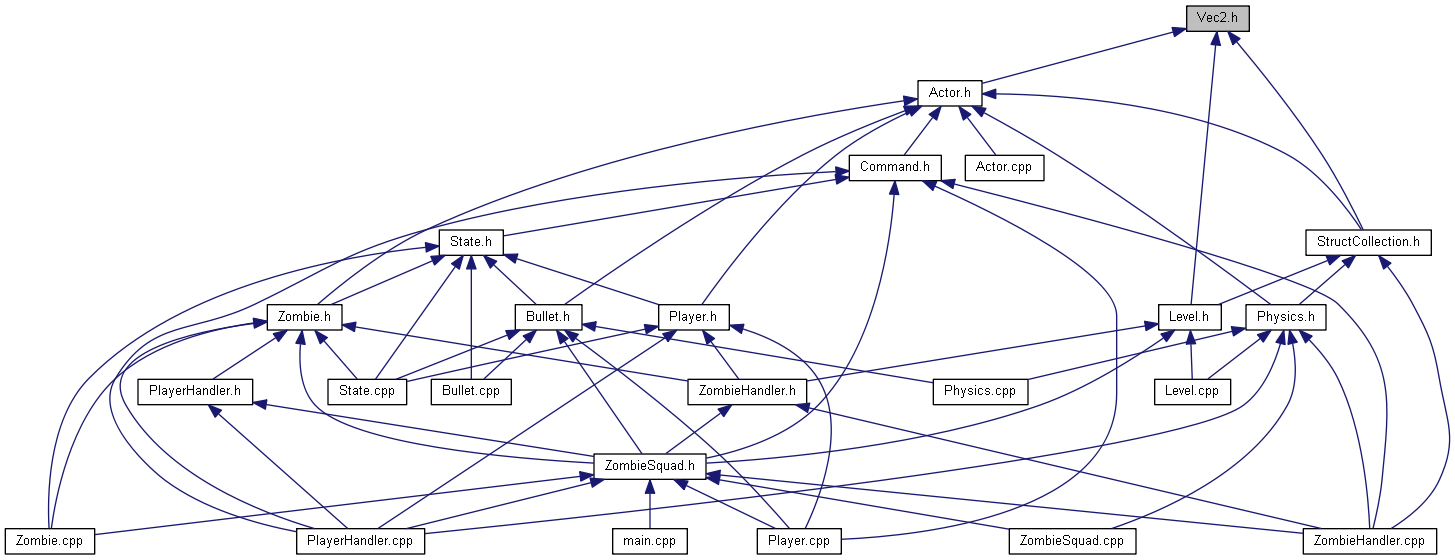 Vec2.h
Actor.h
Command.h
Actor.cpp
State.h
StructCollection.h
Zombie.h
Bullet.h
Player.h
Level.h
Physics.h
PlayerHandler.h
State.cpp
Bullet.cpp
ZombieHandler.h
Physics.cpp
Level.cpp
ZombieSquad.h
Zombie.cpp
PlayerHandler.cpp
main.cpp
Player.cpp
ZombieSquad.cpp
ZombieHandler.cpp